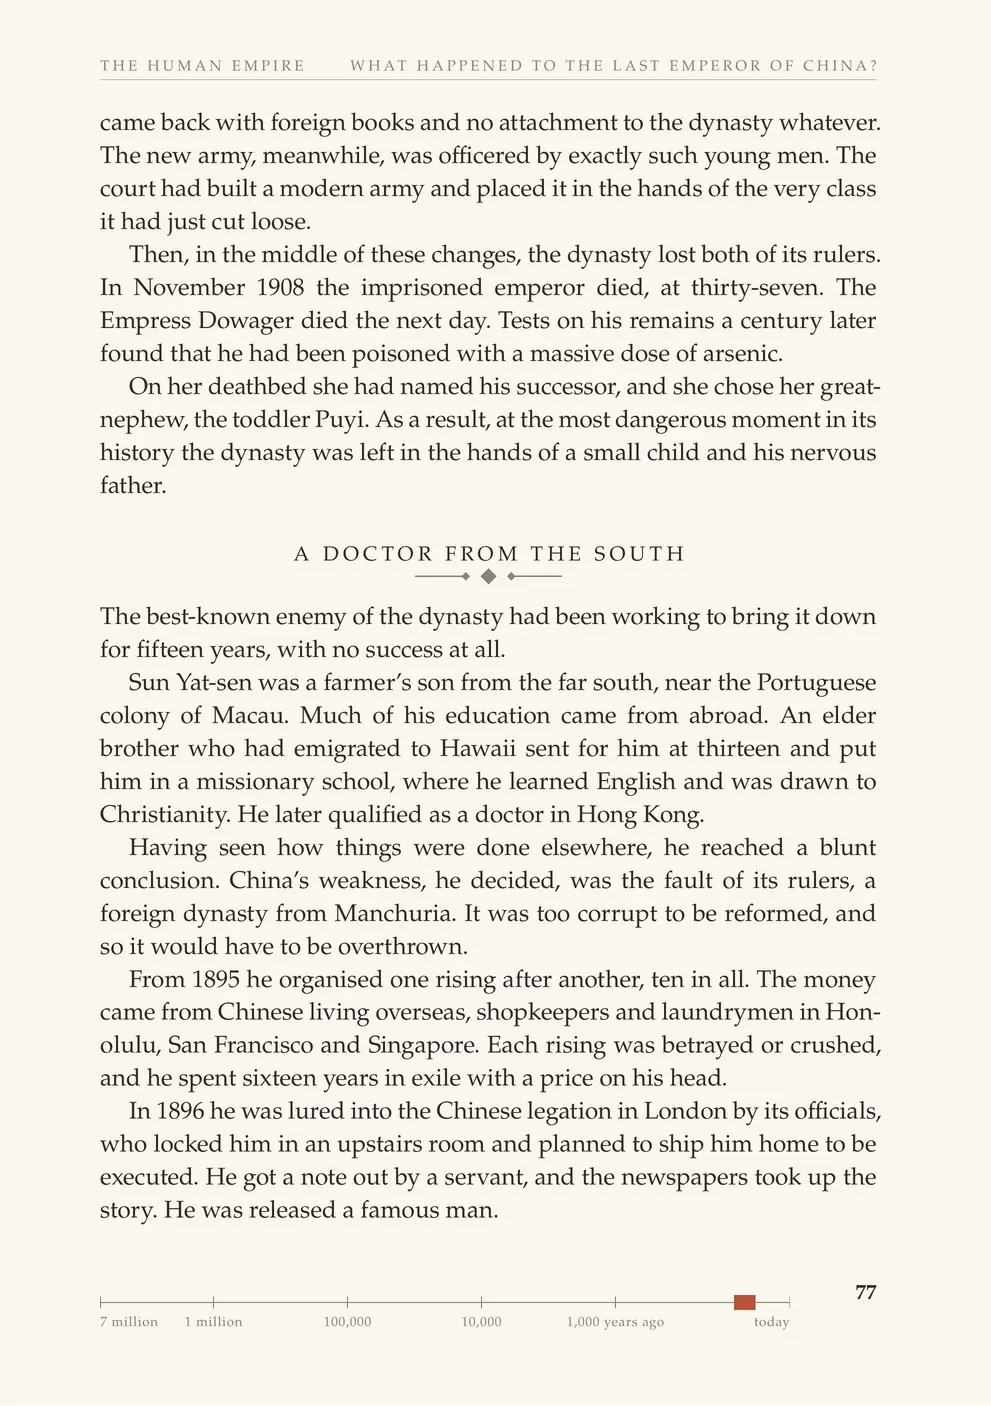 THE HUMAN EMPIRE WHAT HAPPENED TO THE LAST EMPEROR OF CHINA?
came back with foreign books and no attachment to the dynasty whatever.
The new army, meanwhile, was officered by exactly such young men. The
court had built a modern army and placed it in the hands of the very class
it had just cut loose.
Then, in the middle of these changes, the dynasty lost both of its rulers.
In November 1908 the imprisoned emperor died, at thirty-seven. The
Empress Dowager died the next day. Tests on his remains a century later
found that he had been poisoned with a massive dose of arsenic.
On her deathbed she had named his successor, and she chose her great-
nephew, the toddler Puyi. As a result, at the most dangerous moment in its
history the dynasty was left in the hands of a small child and his nervous
father.
A DOCTOR FROM THE SOUTH
The best-known enemy of the dynasty had been working to bring it down
for fifteen years, with no success at all.
Sun Yat-sen was a farmer’s son from the far south, near the Portuguese
colony of Macau. Much of his education came from abroad. An elder
brother who had emigrated to Hawaii sent for him at thirteen and put
him in a missionary school, where he learned English and was drawn to
Christianity. He later qualified as a doctor in Hong Kong.
Having seen how things were done elsewhere, he reached a blunt
conclusion. China’s weakness, he decided, was the fault of its rulers, a
foreign dynasty from Manchuria. It was too corrupt to be reformed, and
so it would have to be overthrown.
From 1895 he organised one rising after another, ten in all. The money
came from Chinese living overseas, shopkeepers and laundrymen in Hon-
olulu, San Francisco and Singapore. Each rising was betrayed or crushed,
and he spent sixteen years in exile with a price on his head.
In 1896 he was lured into the Chinese legation in London by its officials,
who locked him in an upstairs room and planned to ship him home to be
executed. He got a note out by a servant, and the newspapers took up the
story. He was released a famous man.
77
7 million 1 million 100,000 10,000 1,000 years ago today